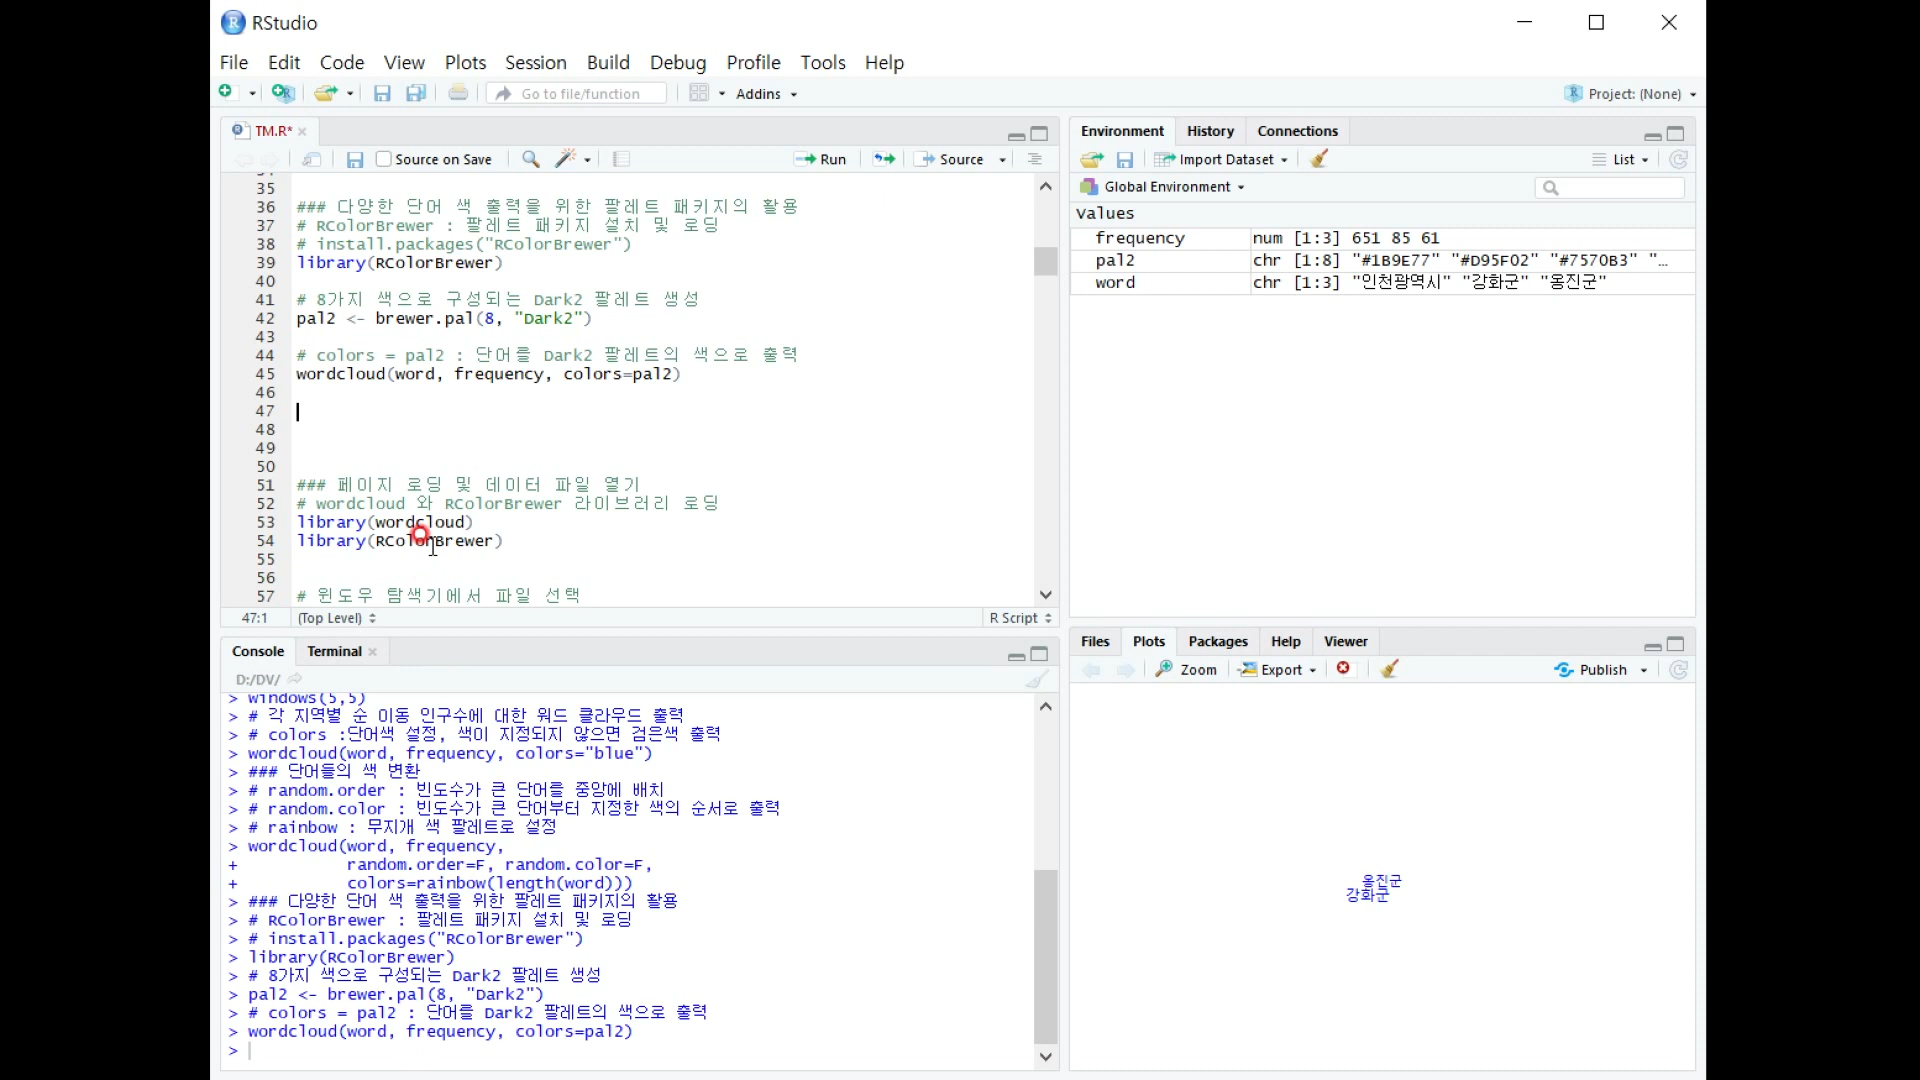 RStudio
File Edit Code View Plots Session Build Debug Profile Tools Help
Go to file/function Addins Project: (None)
TM.R*
Source on Save Run Source
35
36 ### 다양한 단어 색 출력을 위한 팔레트 패키지의 활용
37 # RColorBrewer : 팔레트 패키지 설치 및 로딩
38 # install.packages("RColorBrewer")
39 library(RColorBrewer)
40
41 # 8가지 색으로 구성되는 Dark2 팔레트 생성
42 pal2 <- brewer.pal(8, "Dark2")
43
44 # colors = pal2 : 단어를 Dark2 팔레트의 색으로 출력
45 wordcloud(word, frequency, colors=pal2)
46
47
48
49
50
51 ### 페이지 로딩 및 데이터 파일 열기
52 # wordcloud 와 RColorBrewer 라이브러리 로딩
53 library(wordcloud)
54 library(RColorBrewer)
55
56
57 # 윈도우 탐색기에서 파일 선택
47:1 (Top Level) R Script
Console Terminal
D:/DV/
> windows(5,5)
> # 각 지역별 순 이동 인구수에 대한 워드 클라우드 출력
> # colors :단어색 설정, 색이 지정되지 않으면 검은색 출력
> wordcloud(word, frequency, colors="blue")
> ### 단어들의 색 변환
> # random.order : 빈도수가 큰 단어를 중앙에 배치
> # random.color : 빈도수가 큰 단어부터 지정한 색의 순서로 출력
> # rainbow : 무지개 색 팔레트로 설정
> wordcloud(word, frequency,
+ random.order=F, random.color=F,
+ colors=rainbow(length(word)))
> ### 다양한 단어 색 출력을 위한 팔레트 패키지의 활용
> # RColorBrewer : 팔레트 패키지 설치 및 로딩
> # install.packages("RColorBrewer")
> library(RColorBrewer)
> # 8가지 색으로 구성되는 Dark2 팔레트 생성
> pal2 <- brewer.pal(8, "Dark2")
> # colors = pal2 : 단어를 Dark2 팔레트의 색으로 출력
> wordcloud(word, frequency, colors=pal2)
>
Environment History Connections
Import Dataset List
Global Environment
Values
frequency num [1:3] 651 85 61
pal2 chr [1:8] "#1B9E77" "#D95F02" "#7570B3" "…
word chr [1:3] "인천광역시" "강화군" "옹진군"
Files Plots Packages Help Viewer
Zoom Export Publish
옹진군
강화군